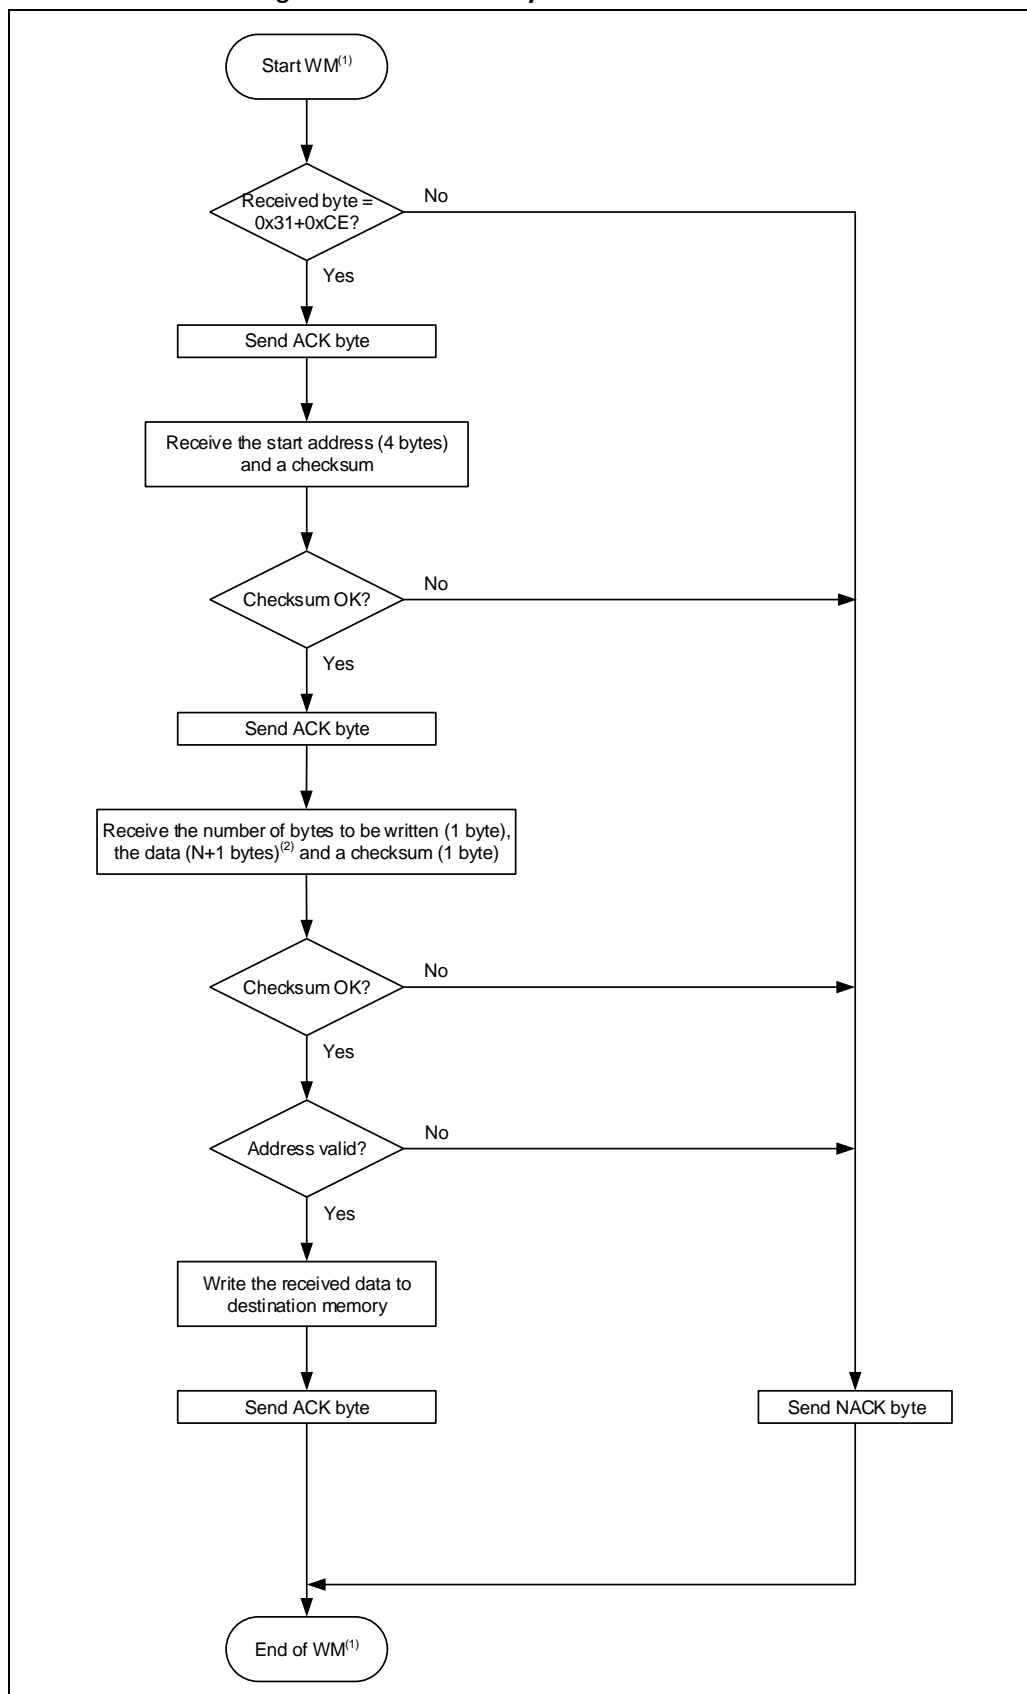 Start WM(1)
Received byte =
0x31+0xCE?
No
Yes
Send ACK byte
Receive the start address (4 bytes)
and a checksum
Checksum OK?
No
Yes
Send ACK byte
Receive the number of bytes to be written (1 byte),
the data (N+1 bytes)(2) and a checksum (1 byte)
Checksum OK?
No
Yes
Address valid?
No
Yes
Write the received data to
destination memory
Send ACK byte
Send NACK byte
End of WM(1)